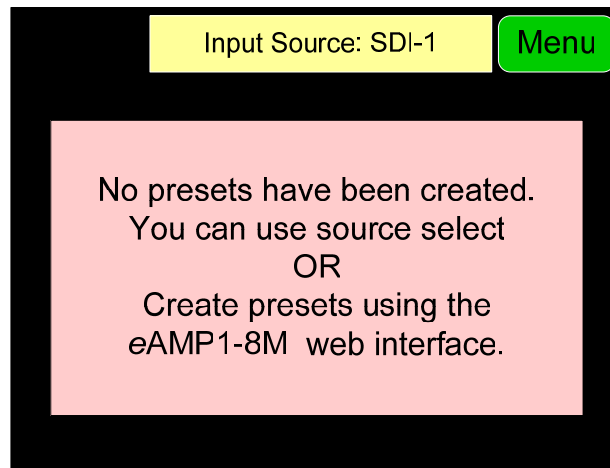 Input Source: SDI-1
Menu
No presets have been created.
You can use source select
OR
Create presets using the
eAMP1-8M web interface.